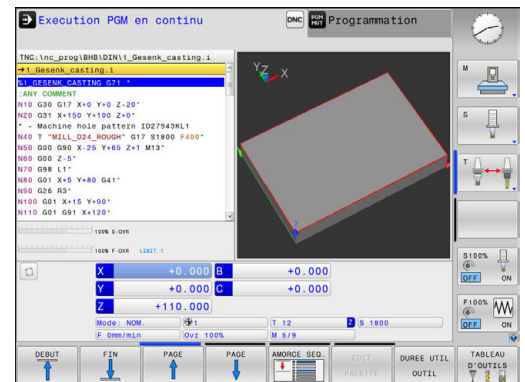 Execution PGM en continu
DNC
PGM MGT
Programmation
TNC:\nc_prog\BHB\DIN\1_Gesenk_casting.i
→1_Gesenk_casting.i
%1_GESENK_CASTING G71 *
;ANY COMMENT
N10 G30 G17 X+0 Y+0 Z-20*
N20 G31 X+150 Y+100 Z+0*
* - Machine hole pattern ID27943KL1
N40 T "MILL_D24_ROUGH" G17 S1800 F400*
N50 G00 G90 X-25 Y+65 Z+1 M13*
N60 G00 Z-5*
N70 G98 L1*
N80 G01 X+5 Y+80 G41*
N90 G26 R3*
N100 G01 X+15 Y+90*
N110 G01 G91 X+120*
Y Z X
Z
100% S-OVR
100% F-OVR LIMIT 1
X +0.000 B +0.000
Y +0.000 C +0.000
Z +110.000
Mode: NOM. 1 T 12 Z S 1800
F 0mm/min Ovr 100% M 5/9
M
S
T
S100%
OFF ON
F100%
OFF ON
DEBUT
FIN
PAGE
PAGE
AMORCE SEQ.
EDIT PALETTE
DUREE UTIL OUTIL
TABLEAU D'OUTILS